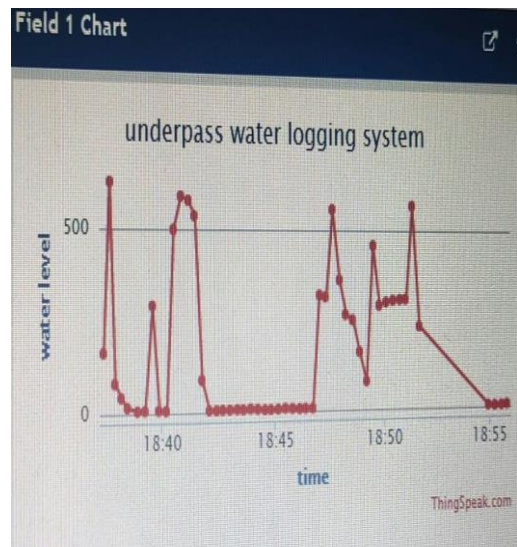 Field 1 Chart
underpass water logging system
500
0
water level
18:40
18:45
18:50
18:55
time
ThingSpeak.com